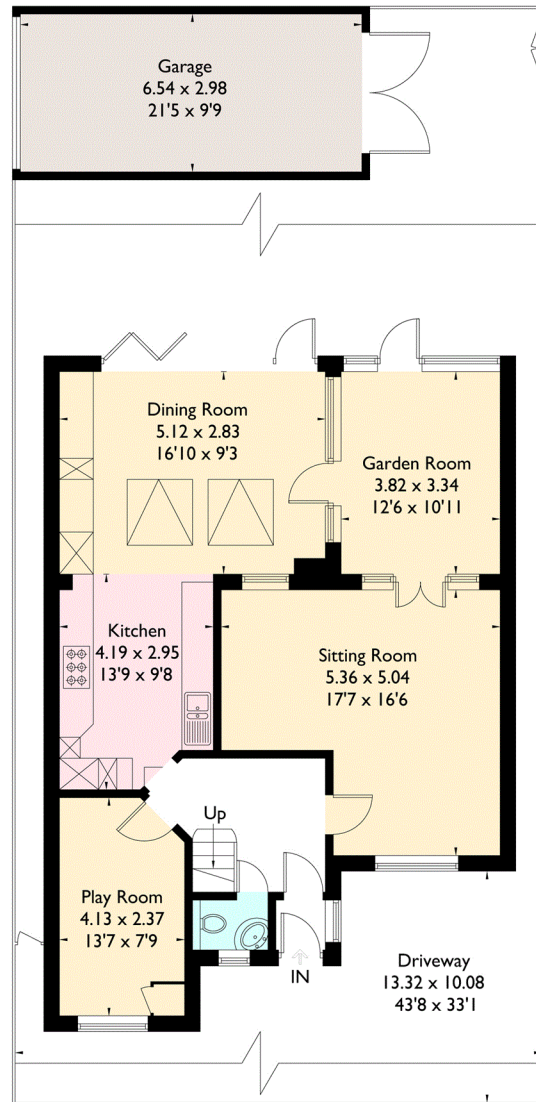 Garage
6.54 x 2.98
21'5 x 9'9
Dining Room
5.12 x 2.83
16'10 x 9'3
Garden Room
3.82 x 3.34
12'6 x 10'11
Kitchen
4.19 x 2.95
13'9 x 9'8
Sitting Room
5.36 x 5.04
17'7 x 16'6
Up
Play Room
4.13 x 2.37
13'7 x 7'9
IN
Driveway
13.32 x 10.08
43'8 x 33'1